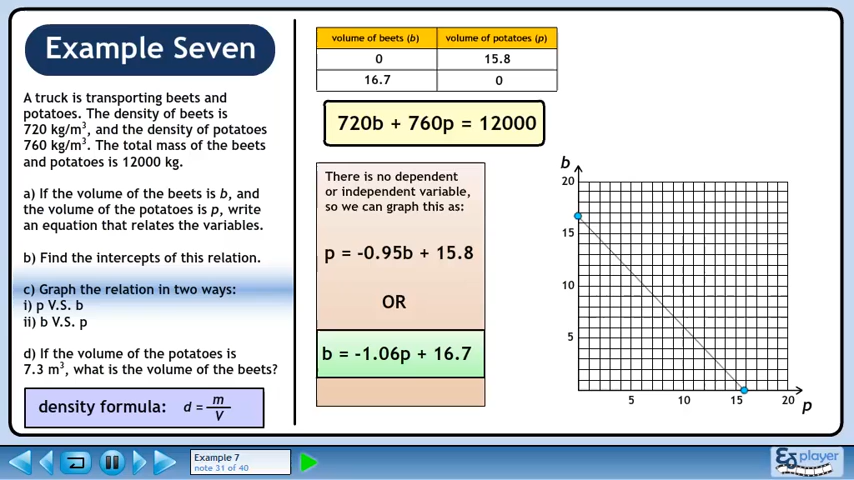 Example Seven
A truck is transporting beets and
potatoes. The density of beets is
720 kg/m³, and the density of potatoes
760 kg/m³. The total mass of the beets
and potatoes is 12000 kg.
a) If the volume of the beets is b, and
the volume of the potatoes is p, write
an equation that relates the variables.
b) Find the intercepts of this relation.
c) Graph the relation in two ways:
i) p V.S. b
ii) b V.S. p
d) If the volume of the potatoes is
7.3 m³, what is the volume of the beets?
density formula: d = m/V
volume of beets (b) volume of potatoes (p)
0 15.8
16.7 0
720b + 760p = 12000
There is no dependent
or independent variable,
so we can graph this as:
p = -0.95b + 15.8
OR
b = -1.06p + 16.7
b
20
15
10
5
5 10 15 20
p
Example 7
note 31 of 40
player